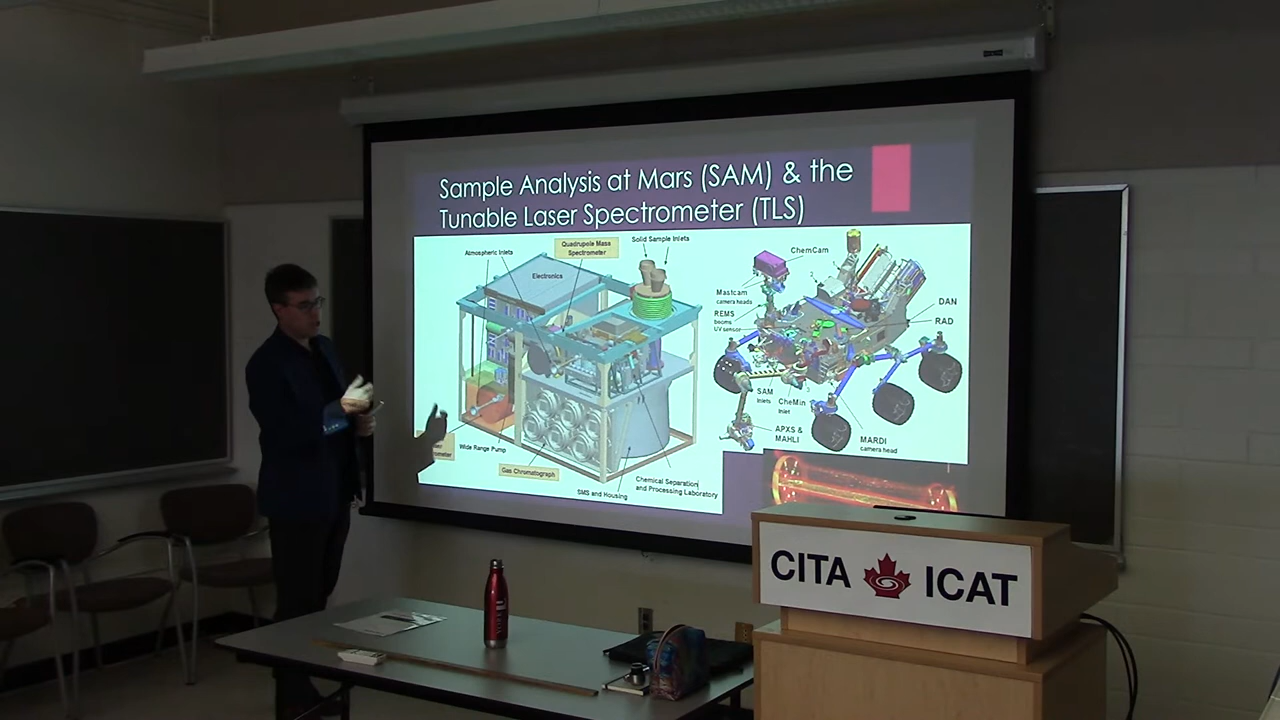 Sample Analysis at Mars (SAM) & the
Tunable Laser Spectrometer (TLS)
Atmospheric Inlets
Quadrupole Mass
Spectrometer
Solid Sample Inlets
Electronics
Wide Range Pump
Gas Chromatograph
SMS and Housing
Chemical Separation
and Processing Laboratory
ChemCam
Mastcam
camera heads
REMS
booms
UV sensor
DAN
RAD
SAM
inlets
CheMin
inlet
APXS &
MAHLI
MARDI
camera head
CITA ICAT